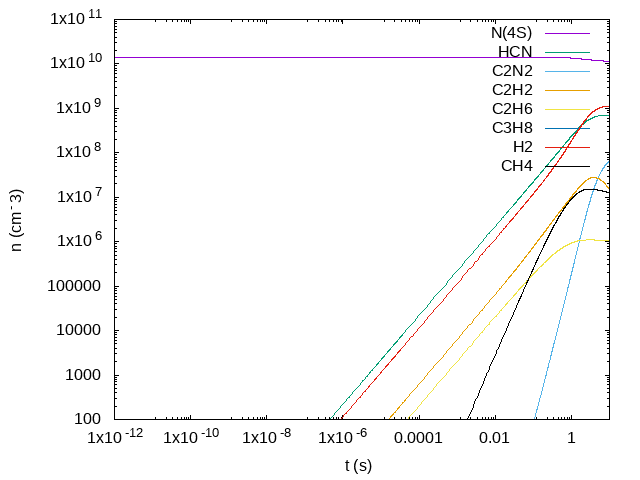 1x10^11
1x10^10
1x10^9
1x10^8
1x10^7
1x10^6
100000
10000
1000
100
n (cm^-3)
N(4S)
HCN
C2N2
C2H2
C2H6
C3H8
H2
CH4
1x10^-12 1x10^-10 1x10^-8 1x10^-6 0.0001 0.01 1
t (s)